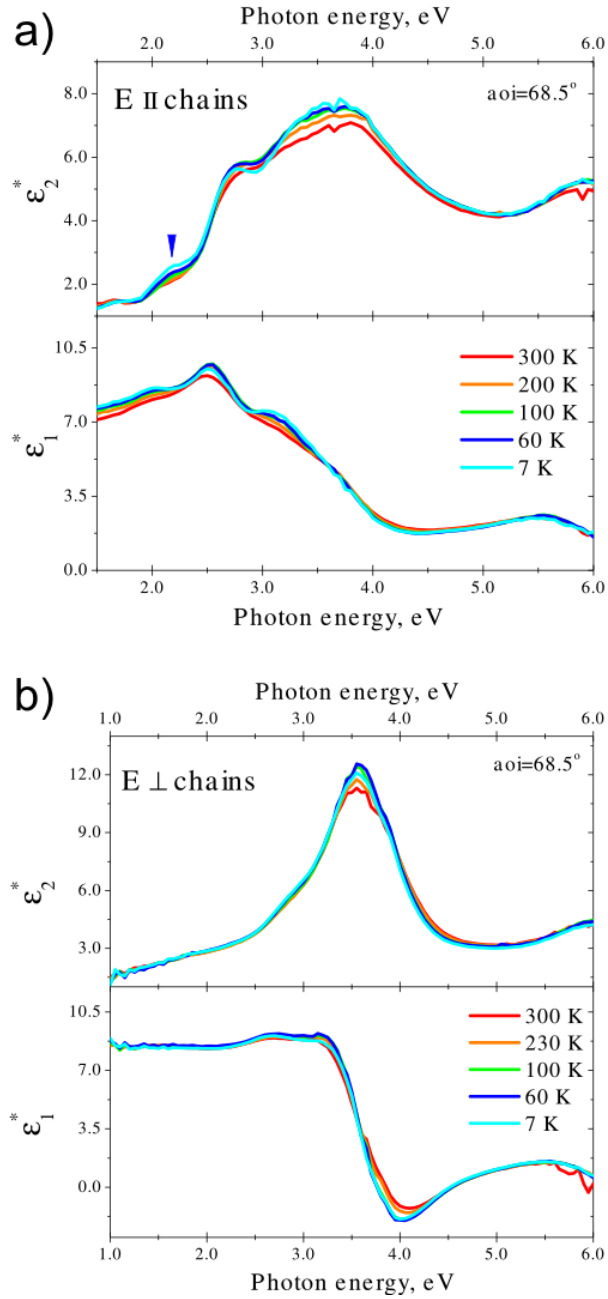 a)
Photon energy, eV
2.0 3.0 4.0 5.0 6.0
E II chains
aoi=68.5°
8.0
6.0
4.0
2.0
ε₂*
10.5
7.0
3.5
0.0
ε₁*
300 K
200 K
100 K
60 K
7 K
2.0 3.0 4.0 5.0 6.0
Photon energy, eV
b)
Photon energy, eV
1.0 2.0 3.0 4.0 5.0 6.0
E ⊥ chains
aoi=68.5°
12.0
9.0
6.0
3.0
ε₂*
10.5
7.0
3.5
0.0
ε₁*
300 K
230 K
100 K
60 K
7 K
1.0 2.0 3.0 4.0 5.0 6.0
Photon energy, eV